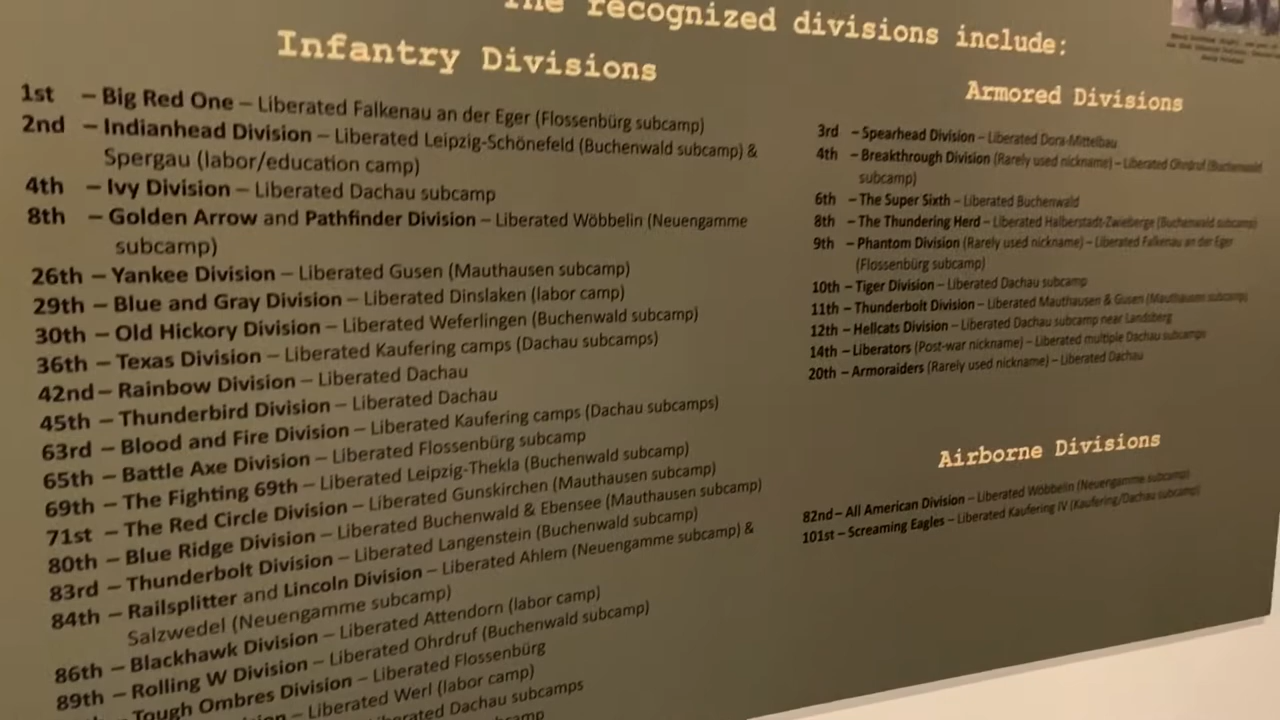 The recognized divisions include:
Infantry Divisions
1st – Big Red One – Liberated Falkenau an der Eger (Flossenbürg subcamp)
2nd – Indianhead Division – Liberated Leipzig-Schönefeld (Buchenwald subcamp) &
Spergau (labor/education camp)
4th – Ivy Division – Liberated Dachau subcamp
8th – Golden Arrow and Pathfinder Division – Liberated Wöbbelin (Neuengamme
subcamp)
26th – Yankee Division – Liberated Gusen (Mauthausen subcamp)
29th – Blue and Gray Division – Liberated Dinslaken (labor camp)
30th – Old Hickory Division – Liberated Weferlingen (Buchenwald subcamp)
36th – Texas Division – Liberated Kaufering camps (Dachau subcamps)
42nd – Rainbow Division – Liberated Dachau
45th – Thunderbird Division – Liberated Dachau
63rd – Blood and Fire Division – Liberated Kaufering camps (Dachau subcamps)
65th – Battle Axe Division – Liberated Flossenbürg subcamp
69th – The Fighting 69th – Liberated Leipzig-Thekla (Buchenwald subcamp)
71st – The Red Circle Division – Liberated Gunskirchen (Mauthausen subcamp)
80th – Blue Ridge Division – Liberated Buchenwald & Ebensee (Mauthausen subcamp)
83rd – Thunderbolt Division – Liberated Langenstein (Buchenwald subcamp)
84th – Railsplitter and Lincoln Division – Liberated Ahlem (Neuengamme subcamp) &
Salzwedel (Neuengamme subcamp)
86th – Blackhawk Division – Liberated Attendorn (labor camp)
89th – Rolling W Division – Liberated Ohrdruf (Buchenwald subcamp)
Tough Ombres Division – Liberated Flossenbürg
– Liberated Werl (labor camp)
Dachau subcamps
Armored Divisions
3rd – Spearhead Division – Liberated Dora-Mittelbau
4th – Breakthrough Division (Rarely used nickname) – Liberated Ohrdruf (Buchenwald
subcamp)
6th – The Super Sixth – Liberated Buchenwald
8th – The Thundering Herd – Liberated Halberstadt-Zwieberge (Buchenwald subcamp)
9th – Phantom Division (Rarely used nickname) – Liberated Falkenau an der Eger
(Flossenbürg subcamp)
10th – Tiger Division – Liberated Dachau subcamp
11th – Thunderbolt Division – Liberated Mauthausen & Gusen (Mauthausen subcamp)
12th – Hellcats Division – Liberated Dachau subcamp near Landsberg
14th – Liberators (Post-war nickname) – Liberated multiple Dachau subcamps
20th – Armoraiders (Rarely used nickname) – Liberated Dachau
Airborne Divisions
82nd – All American Division – Liberated Wöbbelin (Neuengamme subcamp)
101st – Screaming Eagles – Liberated Kaufering IV (Kaufering/Dachau subcamp)